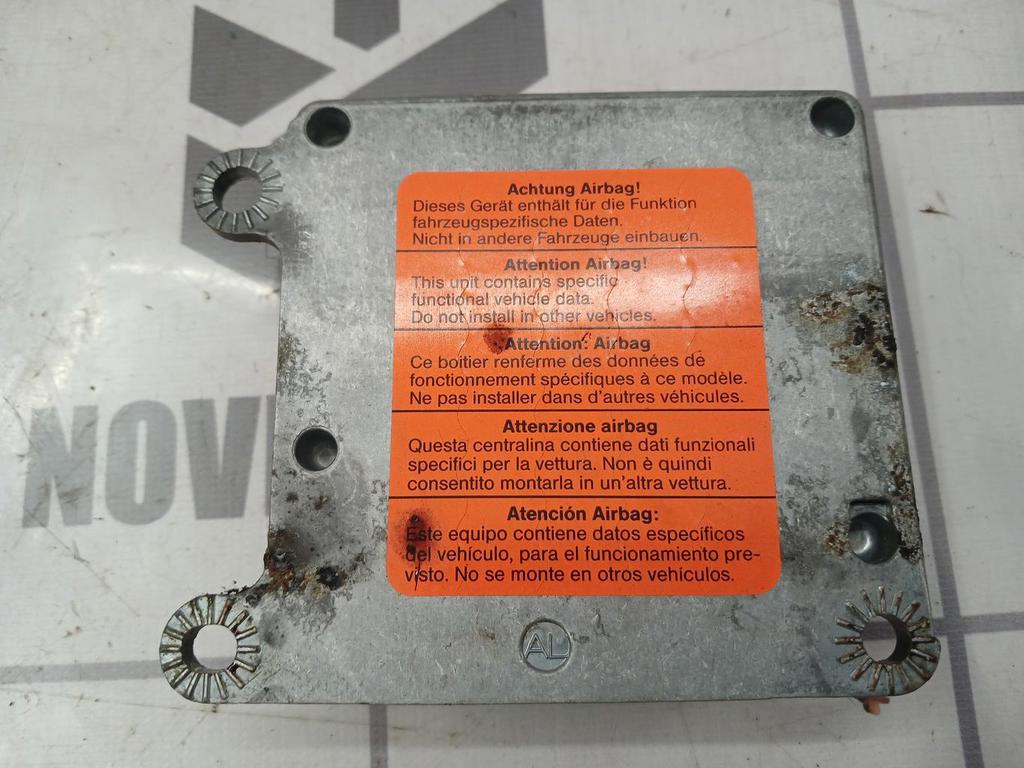 Achtung Airbag!
Dieses Gerät enthält für die Funktion
fahrzeugspezifische Daten.
Nicht in andere Fahrzeuge einbauen.
Attention Airbag!
This unit contains specific
functional vehicle data.
Do not install in other vehicles.
Attention: Airbag
Ce boîtier renferme des données de
fonctionnement spécifiques à ce modèle.
Ne pas installer dans d'autres véhicules.
Attenzione airbag
Questa centralina contiene dati funzionali
specifici per la vettura. Non è quindi
consentito montarla in un'altra vettura.
Atención Airbag:
Este equipo contiene datos específicos
del vehículo, para el funcionamiento pre-
visto. No se monte en otros vehículos.
AL
NOV